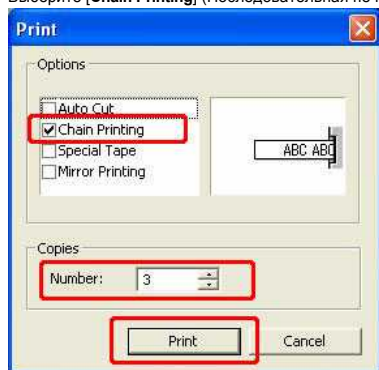 Выберите [Chain Printing] (Последовательная пе
Print
Options
Auto Cut
Chain Printing
Special Tape
Mirror Printing
ABC ABC
Copies
Number: 3
Print Cancel